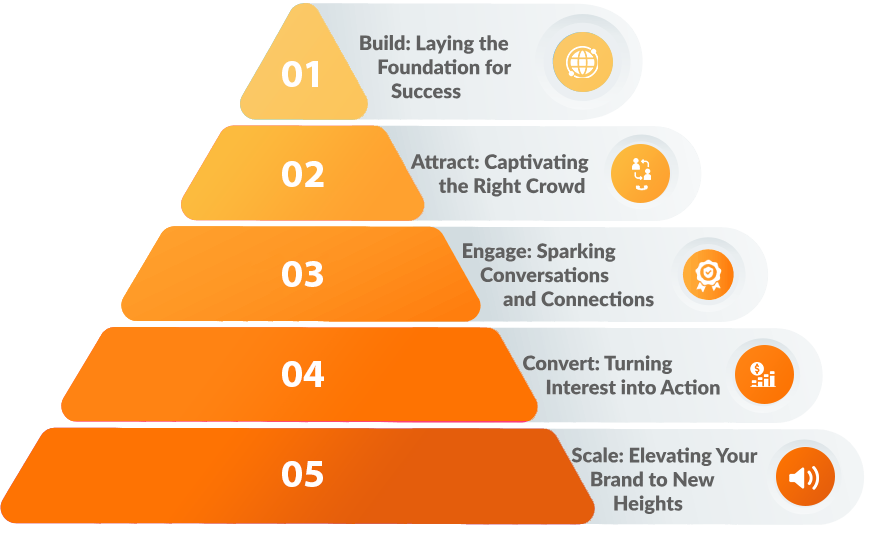 01
Build: Laying the
Foundation for
Success
02
Attract: Captivating
the Right Crowd
03
Engage: Sparking
Conversations
and Connections
04
Convert: Turning
Interest into Action
$
05
Scale: Elevating Your
Brand to New
Heights